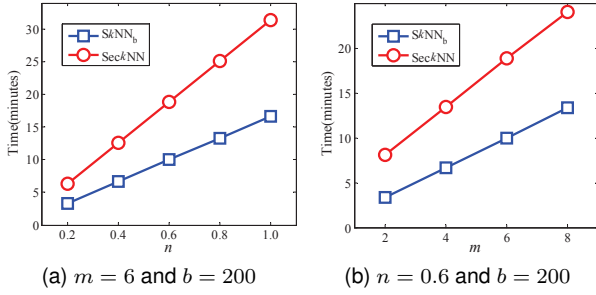 SkNN_b
SeckNN
Time(minutes)
35
30
25
20
15
10
5
0
0.2 0.4 0.6 0.8 1.0
n
(a) m = 6 and b = 200
SkNN_b
SeckNN
Time(minutes)
20
15
10
5
0
2 4 6 8
m
(b) n = 0.6 and b = 200